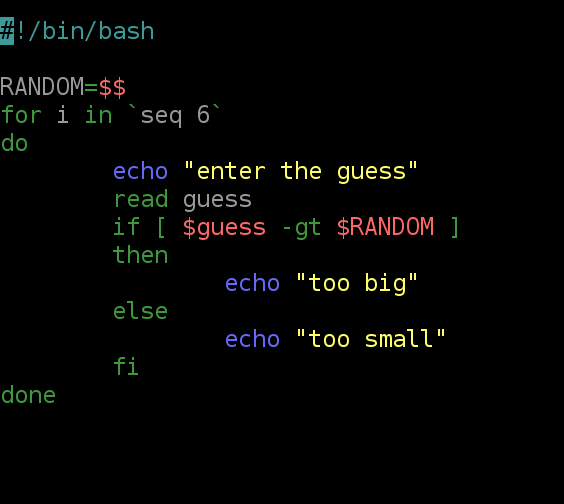 #!/bin/bash

RANDOM=$$
for i in `seq 6`
do
        echo "enter the guess"
        read guess
        if [ $guess -gt $RANDOM ]
        then
                echo "too big"
        else
                echo "too small"
        fi
done